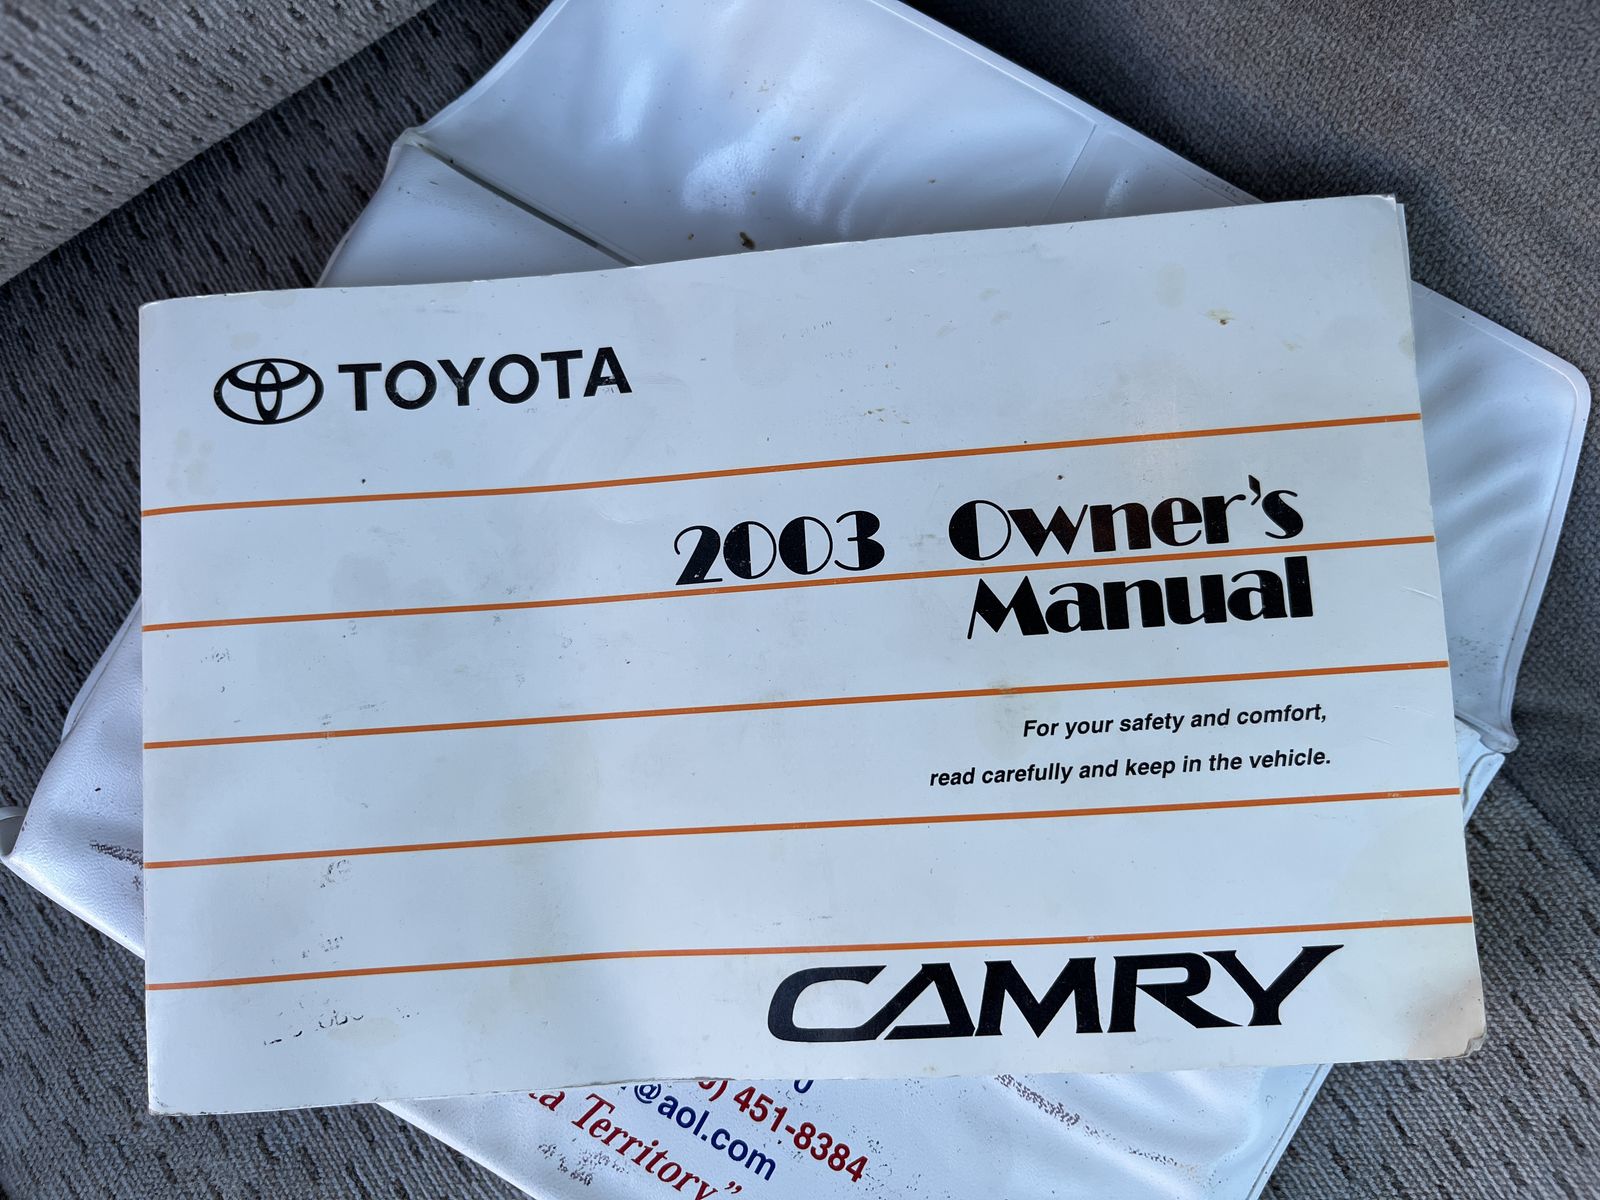 TOYOTA
2003 Owner's
Manual
For your safety and comfort,
read carefully and keep in the vehicle.
CAMRY
451-8384
@aol.com
Territory”